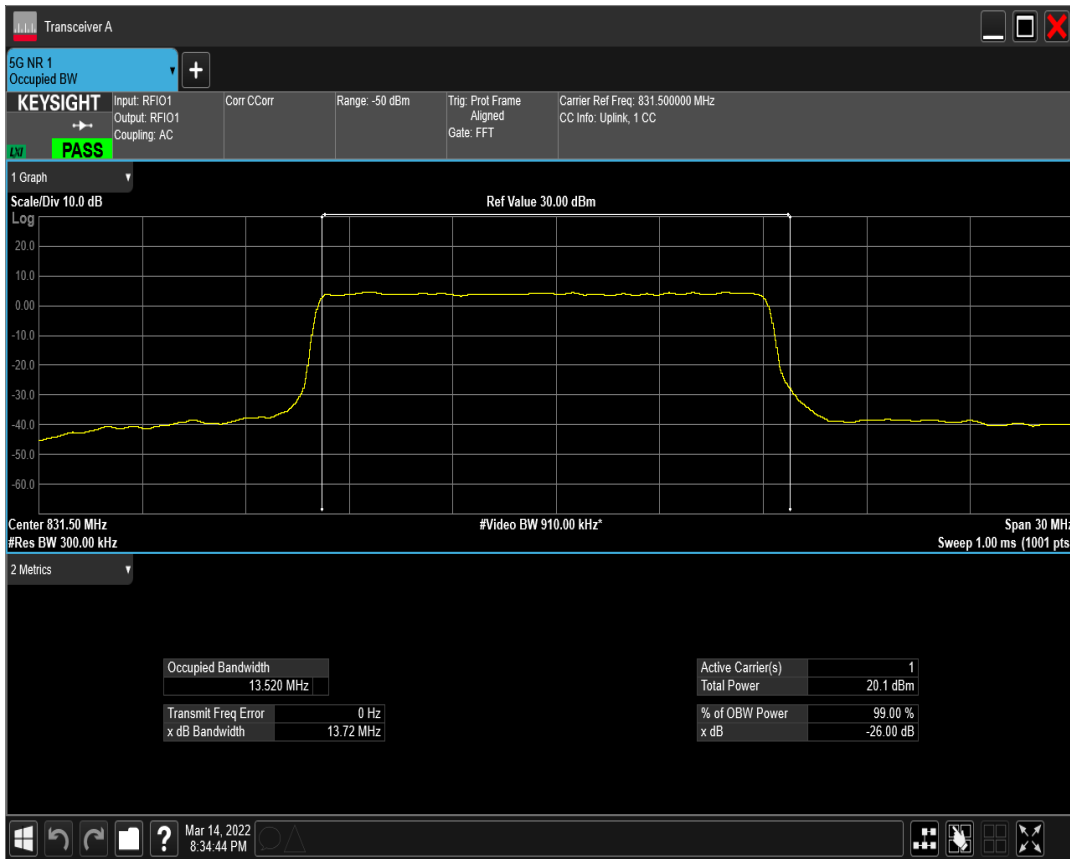 Transceiver A
5G NR 1
Occupied BW
+
KEYSIGHT
LXI
PASS
Input: RFIO1
Output: RFIO1
Coupling: AC
Corr CCorr
Range: -50 dBm
Trig: Prot Frame
Aligned
Gate: FFT
Carrier Ref Freq: 831.500000 MHz
CC Info: Uplink, 1 CC
1 Graph
Scale/Div 10.0 dB
Ref Value 30.00 dBm
Log
20.0
10.0
0.00
-10.0
-20.0
-30.0
-40.0
-50.0
-60.0
Center 831.50 MHz
#Video BW 910.00 kHz*
Span 30 MHz
#Res BW 300.00 kHz
Sweep 1.00 ms (1001 pts
2 Metrics
Occupied Bandwidth
13.520 MHz
Transmit Freq Error 0 Hz
x dB Bandwidth 13.72 MHz
Active Carrier(s) 1
Total Power 20.1 dBm
% of OBW Power 99.00 %
x dB -26.00 dB
?
Mar 14, 2022
8:34:44 PM